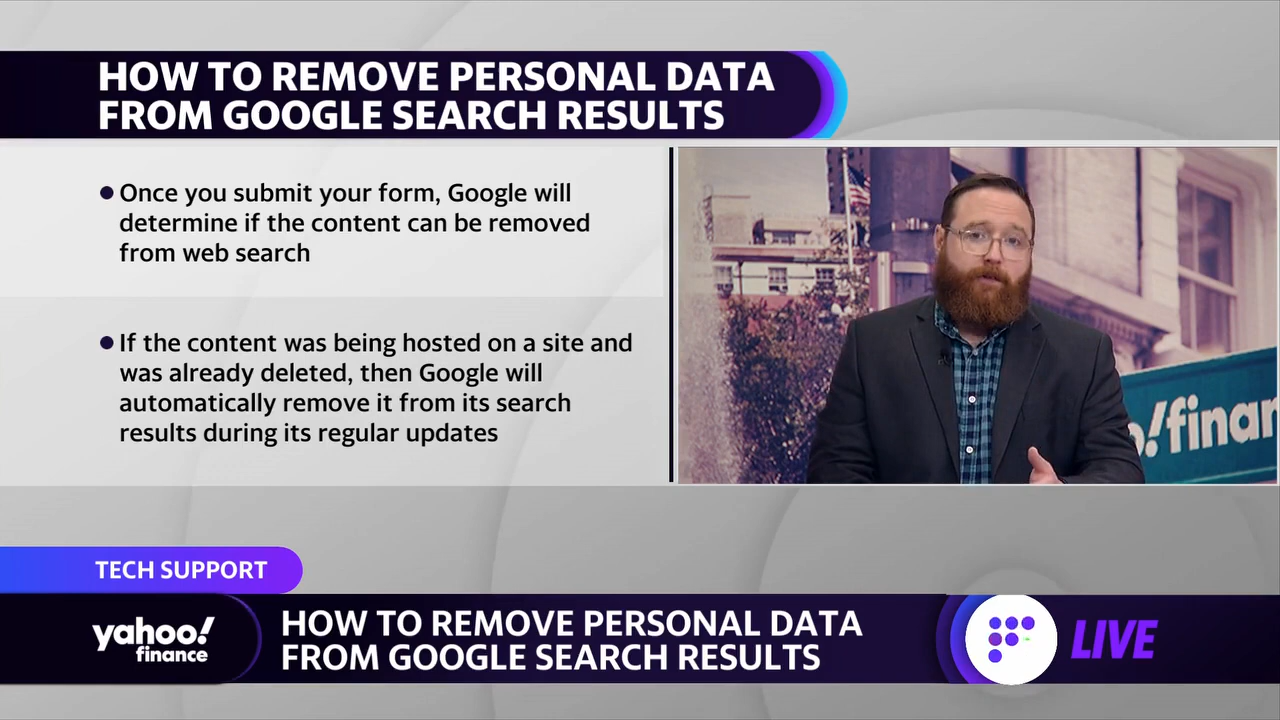 HOW TO REMOVE PERSONAL DATA
FROM GOOGLE SEARCH RESULTS
Once you submit your form, Google will
determine if the content can be removed
from web search
If the content was being hosted on a site and
was already deleted, then Google will
automatically remove it from its search
results during its regular updates
!finan
TECH SUPPORT
yahoo!
finance
HOW TO REMOVE PERSONAL DATA
FROM GOOGLE SEARCH RESULTS
LIVE